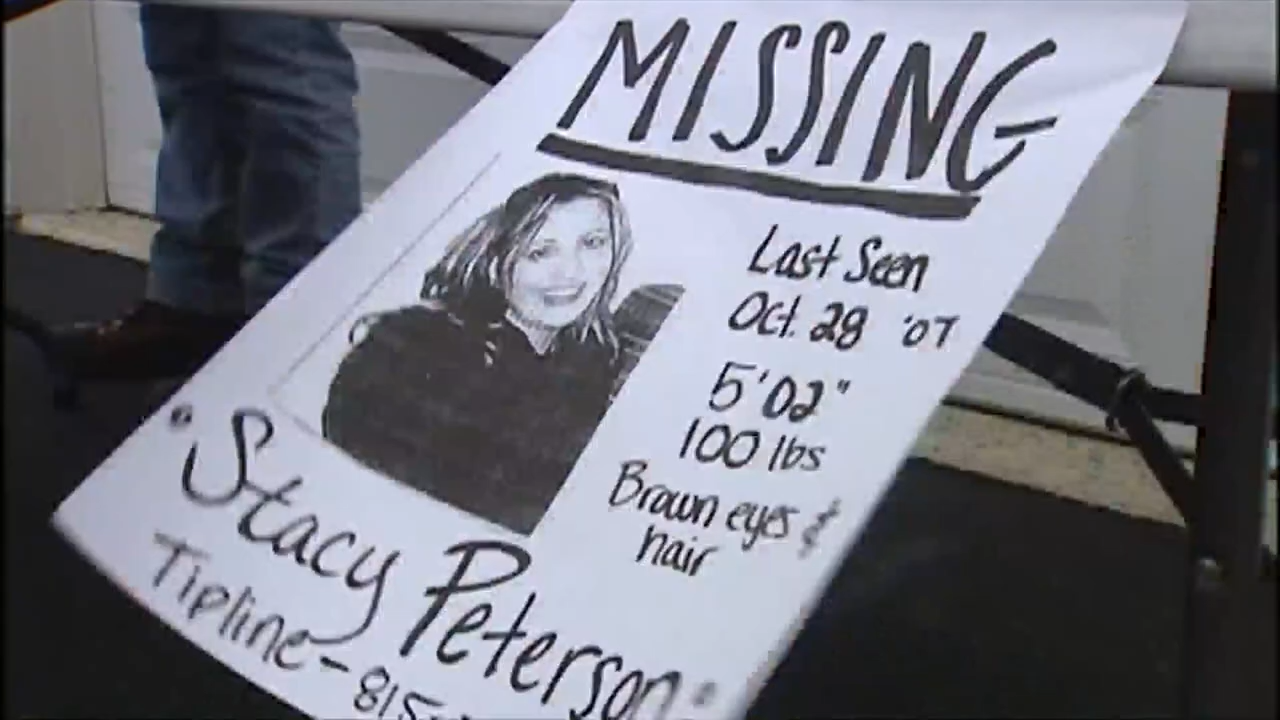 MISSING
Last Seen
Oct. 28 '07
5'02"
100 lbs
Brown eyes &
hair
"Stacy Peterson"
Tipline - 815-